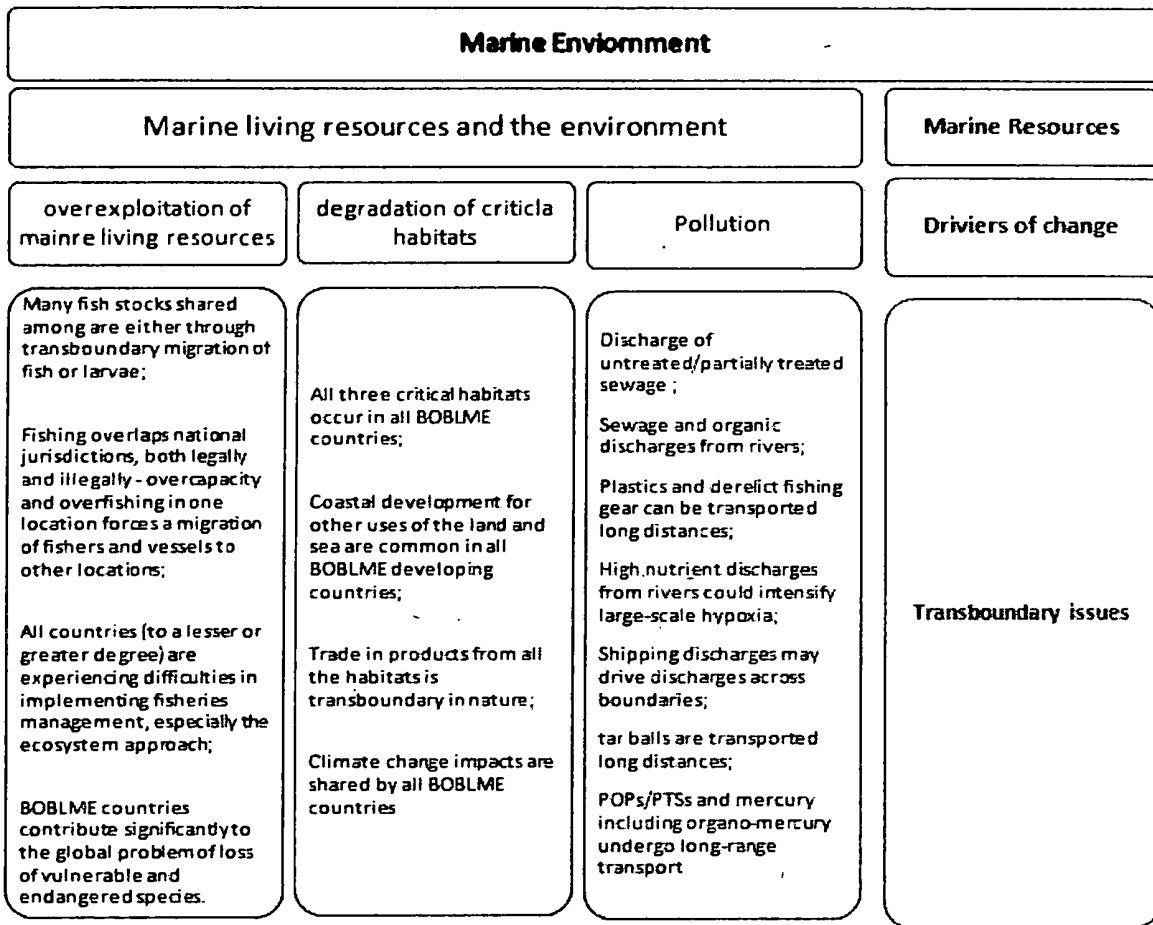 Marine Enviornment
Marine living resources and the environment
Marine Resources
overexploitation of
mainre living resources
degradation of criticla
habitats
Pollution
Driviers of change
Many fish stocks shared
among are either through
transboundary migration of
fish or larvae;
Fishing overlaps national
jurisdictions, both legally
and illegally - overcapacity
and overfishing in one
location forces a migration
of fishers and vessels to
other locations;
All countries (to a lesser or
greater degree) are
experiencing difficulties in
implementing fisheries
management, especially the
ecosystem approach;
BOBLME countries
contribute significantly to
the global problem of loss
of vulnerable and
endangered species.
All three critical habitats
occur in all BOBLME
countries;
Coastal development for
other uses of the land and
sea are common in all
BOBLME developing
countries;
Trade in products from all
the habitats is
transboundary in nature;
Climate change impacts are
shared by all BOBLME
countries
Discharge of
untreated/partially treated
sewage ;
Sewage and organic
discharges from rivers;
Plastics and derelict fishing
gear can be transported
long distances;
High nutrient discharges
from rivers could intensify
large-scale hypoxia;
Shipping discharges may
drive discharges across
boundaries;
tar balls are transported
long distances;
POPs/PTSs and mercury
including organo-mercury
undergo long-range
transport
Transboundary issues